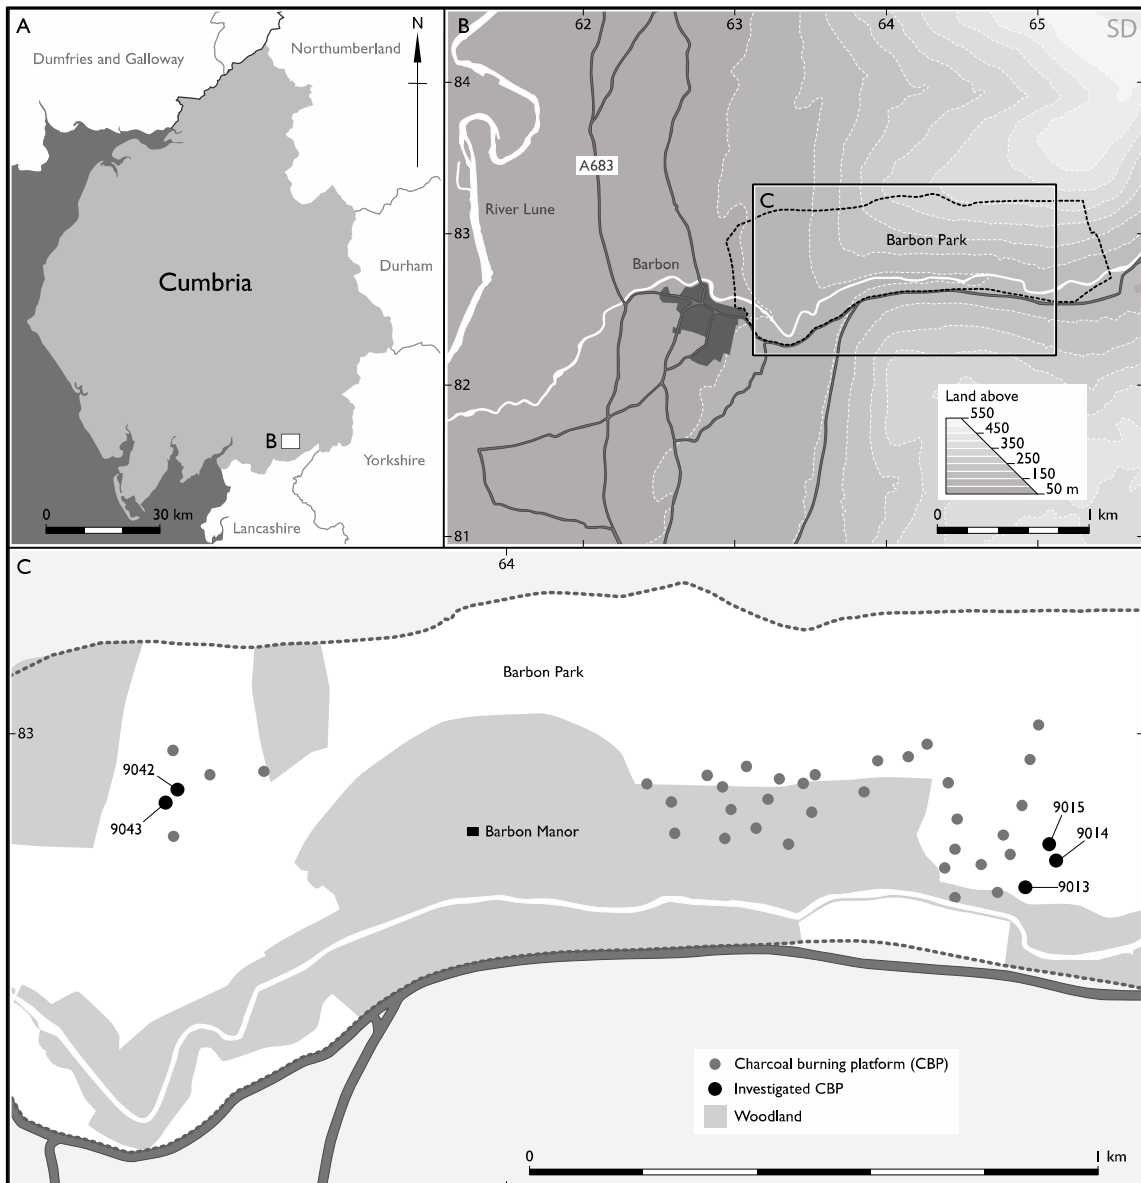 A
N
Dumfries and Galloway
Northumberland
Durham
Cumbria
B
Yorkshire
Lancashire
0
30 km
B
62
63
64
65
SD
84
A683
River Lune
83
C
Barbon Park
Barbon
82
Land above
550
450
350
250
150
50 m
0
1 km
81
C
64
Barbon Park
83
9042
9043
Barbon Manor
9015
9014
9013
Charcoal burning platform (CBP)
Investigated CBP
Woodland
0
1 km